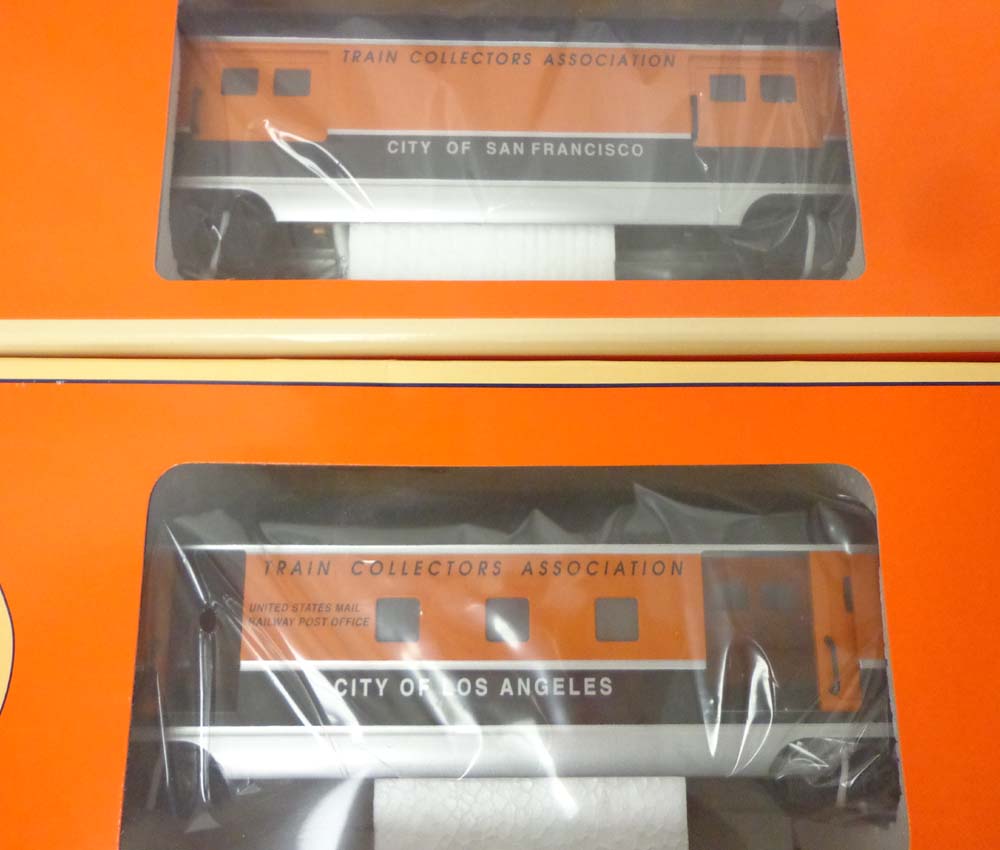 TRAIN COLLECTORS ASSOCIATION
CITY OF SAN FRANCISCO
TRAIN COLLECTORS ASSOCIATION
UNITED STATES MAIL
RAILWAY POST OFFICE
CITY OF LOS ANGELES